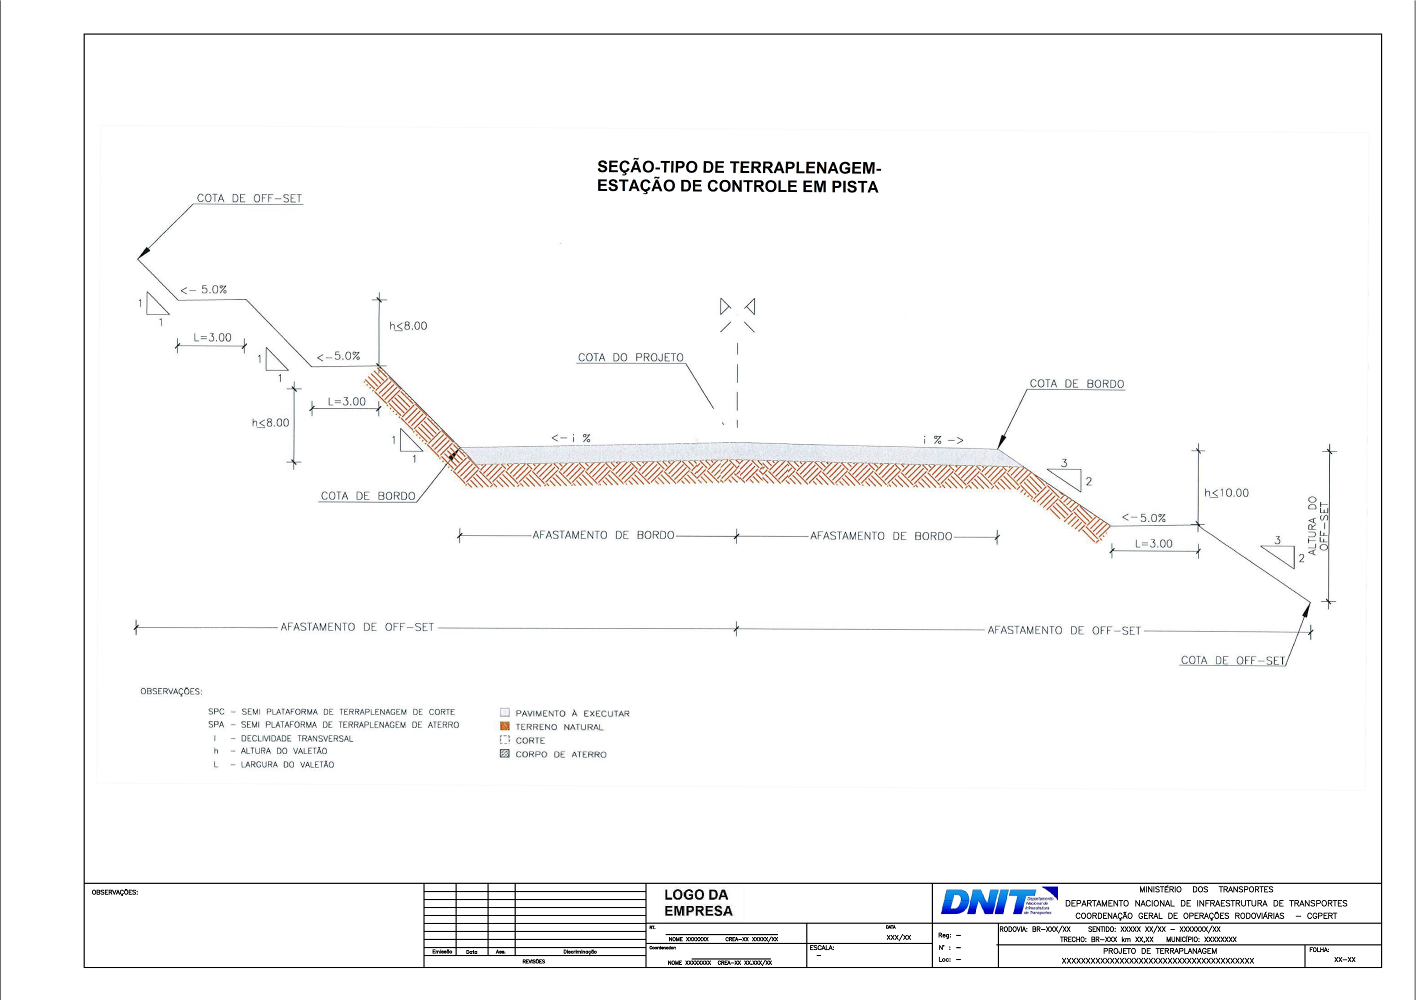 SEÇÃO-TIPO DE TERRAPLENAGEM-
ESTAÇÃO DE CONTROLE EM PISTA
COTA DE OFF-SET
<- 5.0%
1
1
L=3.00
h≤8.00
<-5.0%
1
1
L=3.00
h≤8.00
1
1
COTA DO PROJETO
COTA DE BORDO
<- i %
i % ->
COTA DE BORDO
3
2
h≤10.00
<-5.0%
L=3.00
ALTURA DO
OFF-SET
3
2
AFASTAMENTO DE BORDO
AFASTAMENTO DE BORDO
AFASTAMENTO DE OFF-SET
AFASTAMENTO DE OFF-SET
COTA DE OFF-SET
OBSERVAÇÕES:
SPC - SEMI PLATAFORMA DE TERRAPLENAGEM DE CORTE
SPA - SEMI PLATAFORMA DE TERRAPLENAGEM DE ATERRO
I - DECLIVIDADE TRANSVERSAL
h - ALTURA DO VALETÃO
L - LARGURA DO VALETÃO
PAVIMENTO À EXECUTAR
TERRENO NATURAL
CORTE
CORPO DE ATERRO
OBSERVAÇÕES:
Emissão Data Ass. Discriminação
REVISÕES
LOGO DA
EMPRESA
RT.
NOME XXXXXXX CREA-XX XXXXX/XX
Coordenador:
NOME XXXXXXXX CREA-XX XX.XXX/XX
DATA
XXX/XX
ESCALA:
-
DNIT
Departamento
Nacional de
Infraestrutura
de Transportes
MINISTÉRIO DOS TRANSPORTES
DEPARTAMENTO NACIONAL DE INFRAESTRUTURA DE TRANSPORTES
COORDENAÇÃO GERAL DE OPERAÇÕES RODOVIÁRIAS - CGPERT
Reg: -
N° : -
Loc: -
RODOVIA: BR-XXX/XX SENTIDO: XXXXX XX/XX - XXXXXXX/XX
TRECHO: BR-XXX km XX,XX MUNICÍPIO: XXXXXXXX
PROJETO DE TERRAPLANAGEM
XXXXXXXXXXXXXXXXXXXXXXXXXXXXXXXXXXXXXXXX
FOLHA:
XX-XX